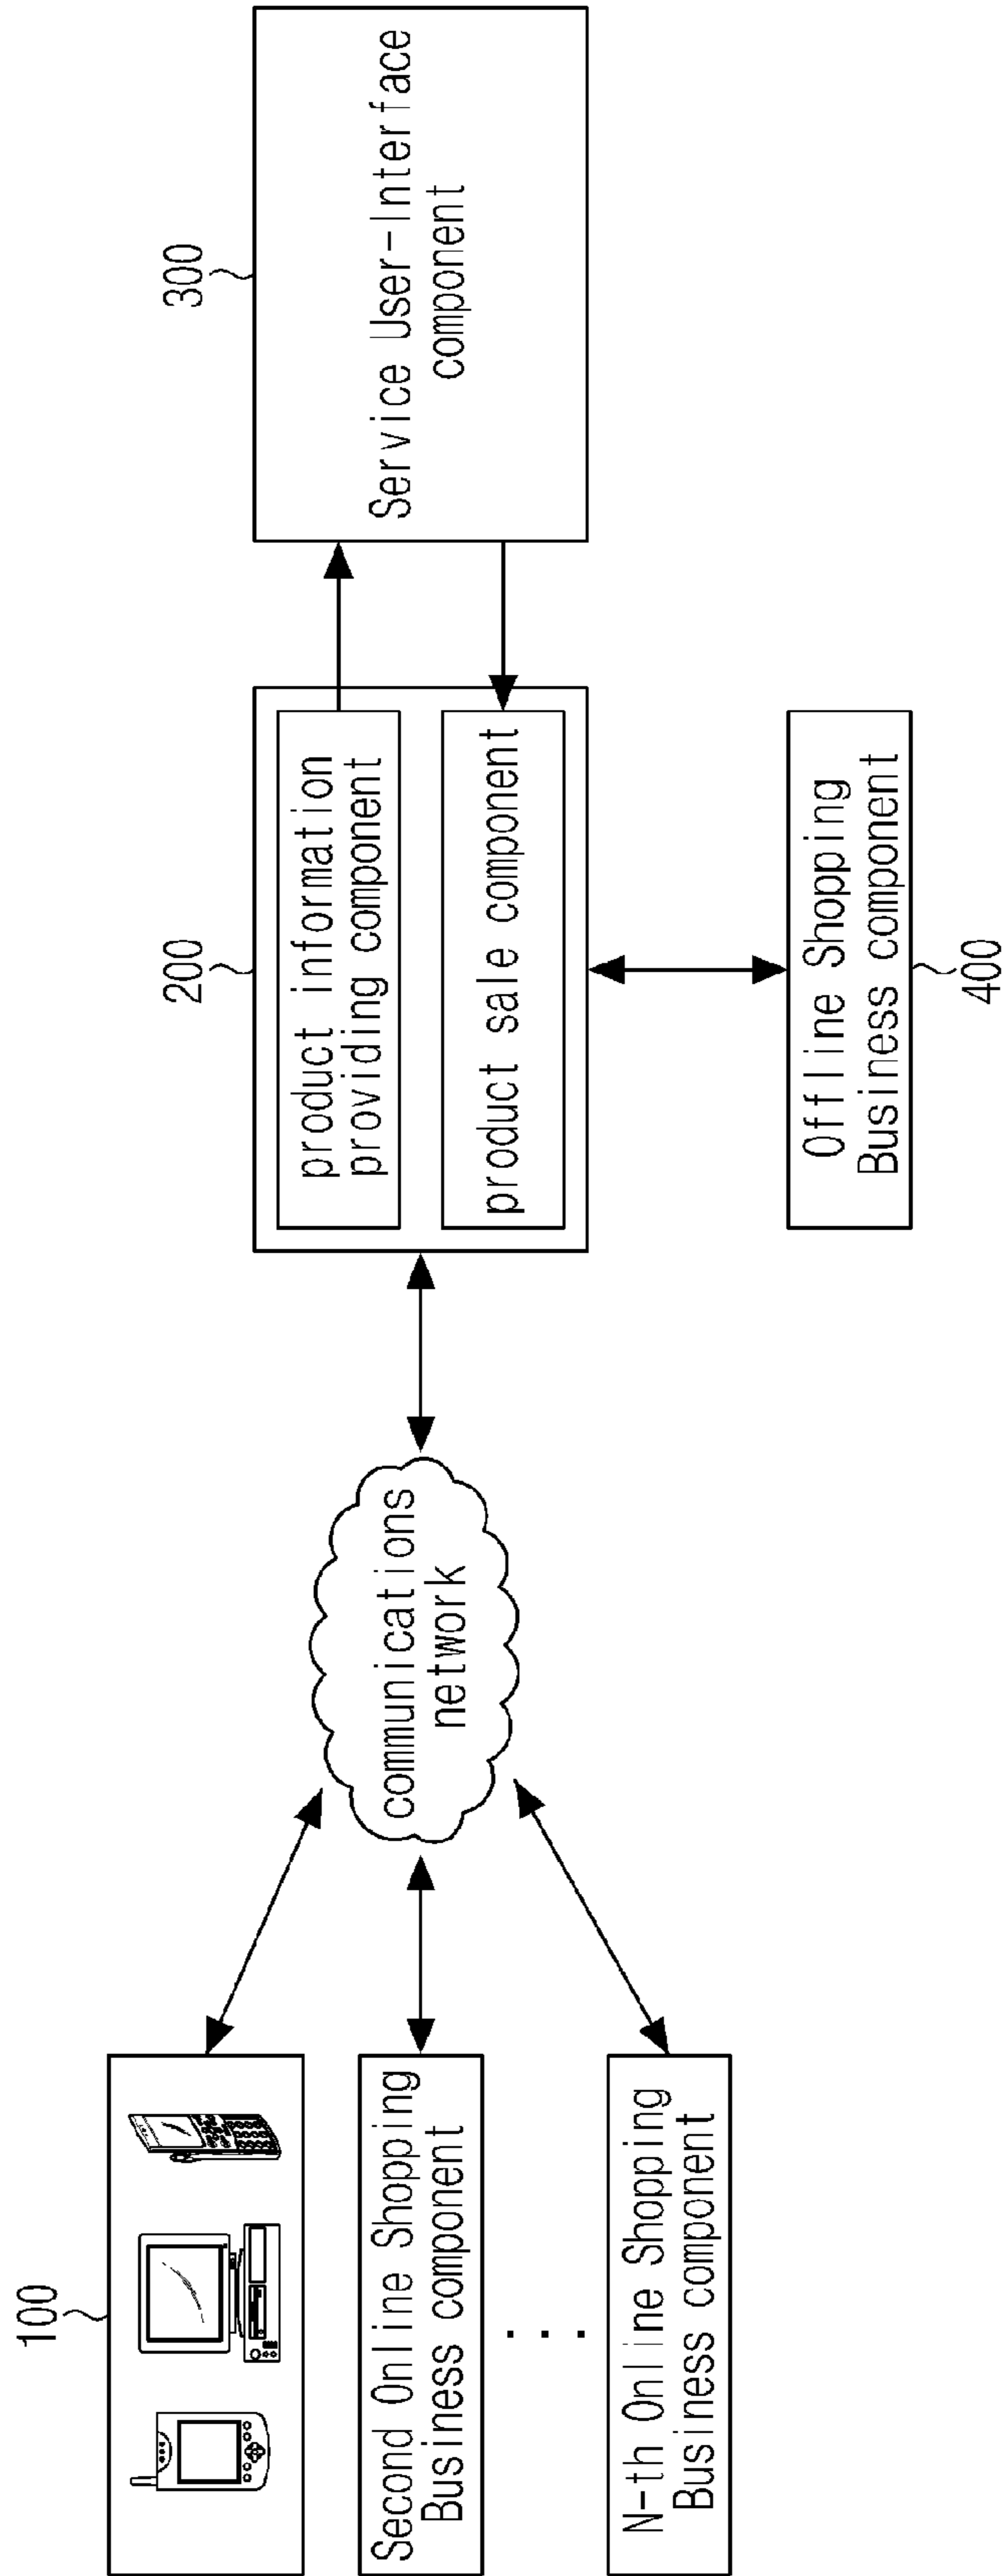 100
Second Online Shopping
Business component
. . .
N-th Online Shopping
Business component
communications
network
200
product information
providing component
product sale component
Offline Shopping
Business component
400
300
Service User-Interface
component